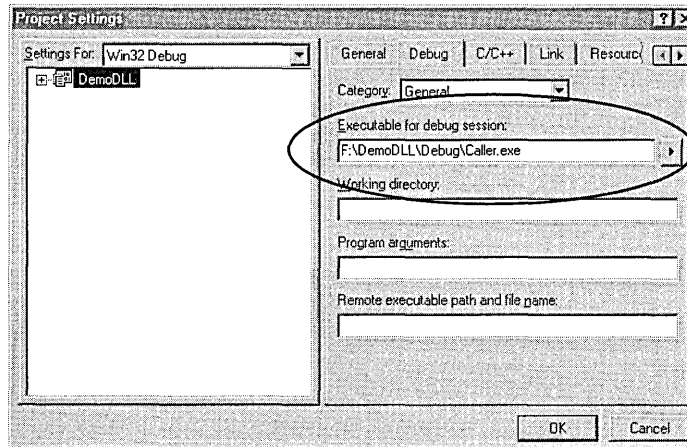 Project Settings
Settings For: Win32 Debug
DemoDLL
General Debug C/C++ Link
Category: General
Executable for debug session:
F:\DemoDLL\Debug\Caller.exe
Working directory:
Program arguments:
Remote executable path and file name:
OK Cancel